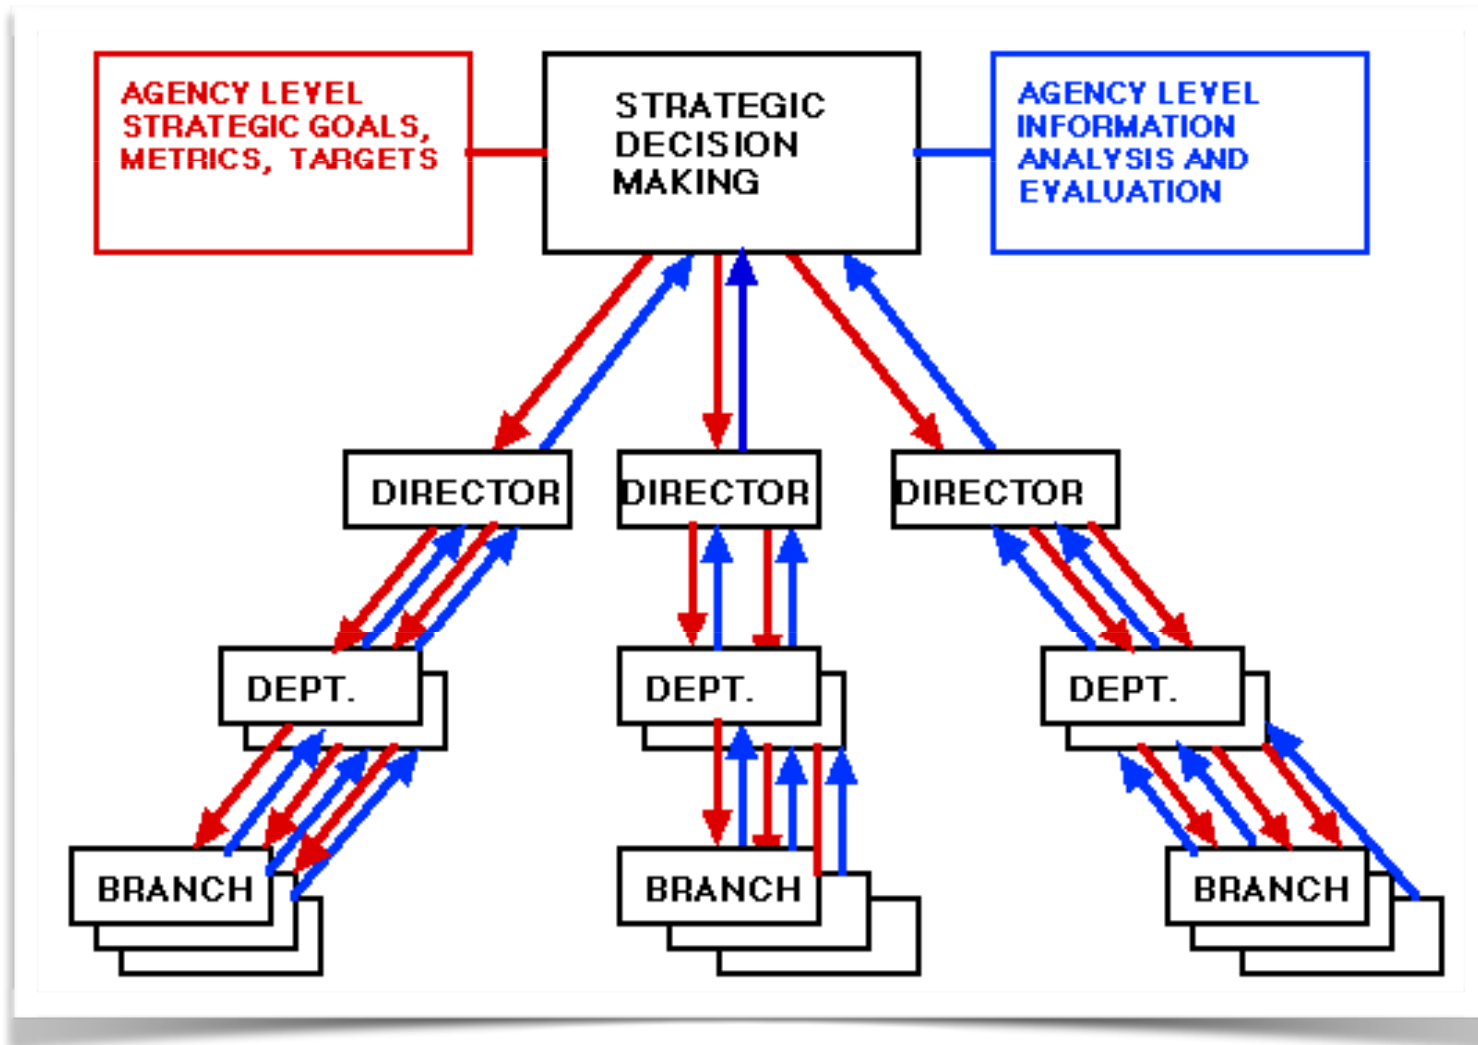 AGENCY LEVEL
STRATEGIC GOALS,
METRICS, TARGETS
STRATEGIC
DECISION
MAKING
AGENCY LEVEL
INFORMATION
ANALYSIS AND
EVALUATION
DIRECTOR
DIRECTOR
DIRECTOR
DEPT.
DEPT.
DEPT.
BRANCH
BRANCH
BRANCH